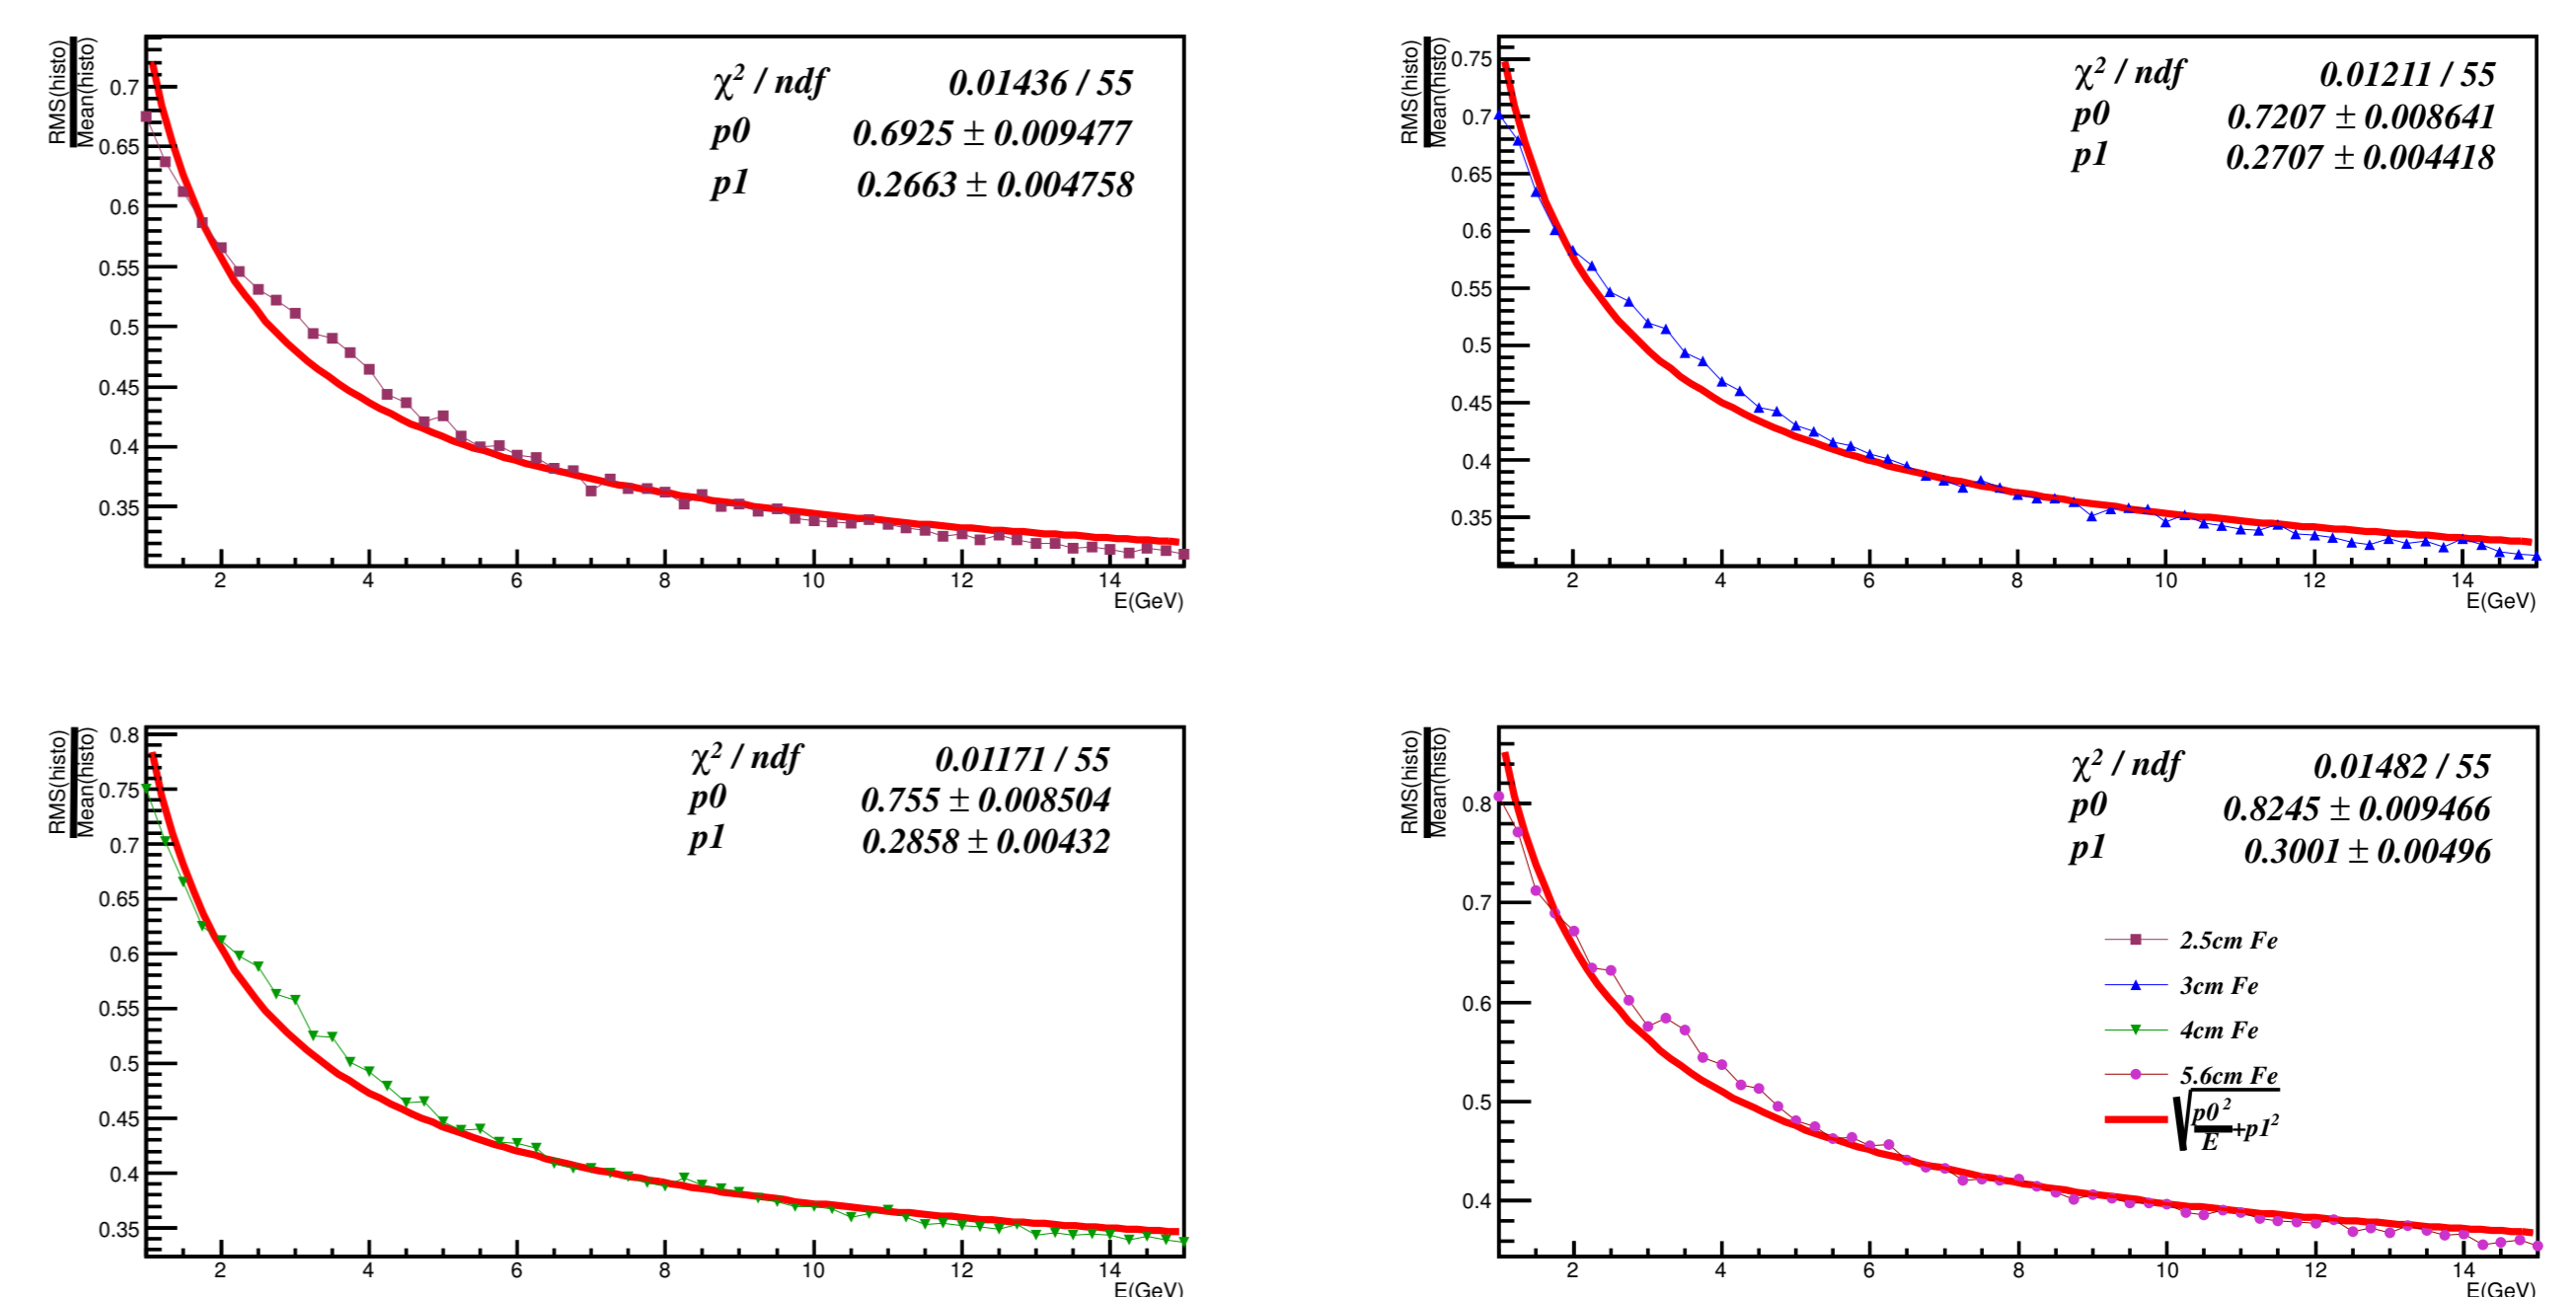 RMS(histo)
Mean(histo)
χ² / ndf 0.01436 / 55
p0 0.6925 ± 0.009477
p1 0.2663 ± 0.004758
0.7
0.65
0.6
0.55
0.5
0.45
0.4
0.35
2 4 6 8 10 12 14
E(GeV)
RMS(histo)
Mean(histo)
χ² / ndf 0.01211 / 55
p0 0.7207 ± 0.008641
p1 0.2707 ± 0.004418
0.75
0.7
0.65
0.6
0.55
0.5
0.45
0.4
0.35
2 4 6 8 10 12 14
E(GeV)
RMS(histo)
Mean(histo)
χ² / ndf 0.01171 / 55
p0 0.755 ± 0.008504
p1 0.2858 ± 0.00432
0.8
0.75
0.7
0.65
0.6
0.55
0.5
0.45
0.4
0.35
2 4 6 8 10 12 14
E(GeV)
RMS(histo)
Mean(histo)
χ² / ndf 0.01482 / 55
p0 0.8245 ± 0.009466
p1 0.3001 ± 0.00496
0.8
0.7
0.6
0.5
0.4
2.5cm Fe
3cm Fe
4cm Fe
5.6cm Fe
√(p0²/E+p1²)
2 4 6 8 10 12 14
E(GeV)